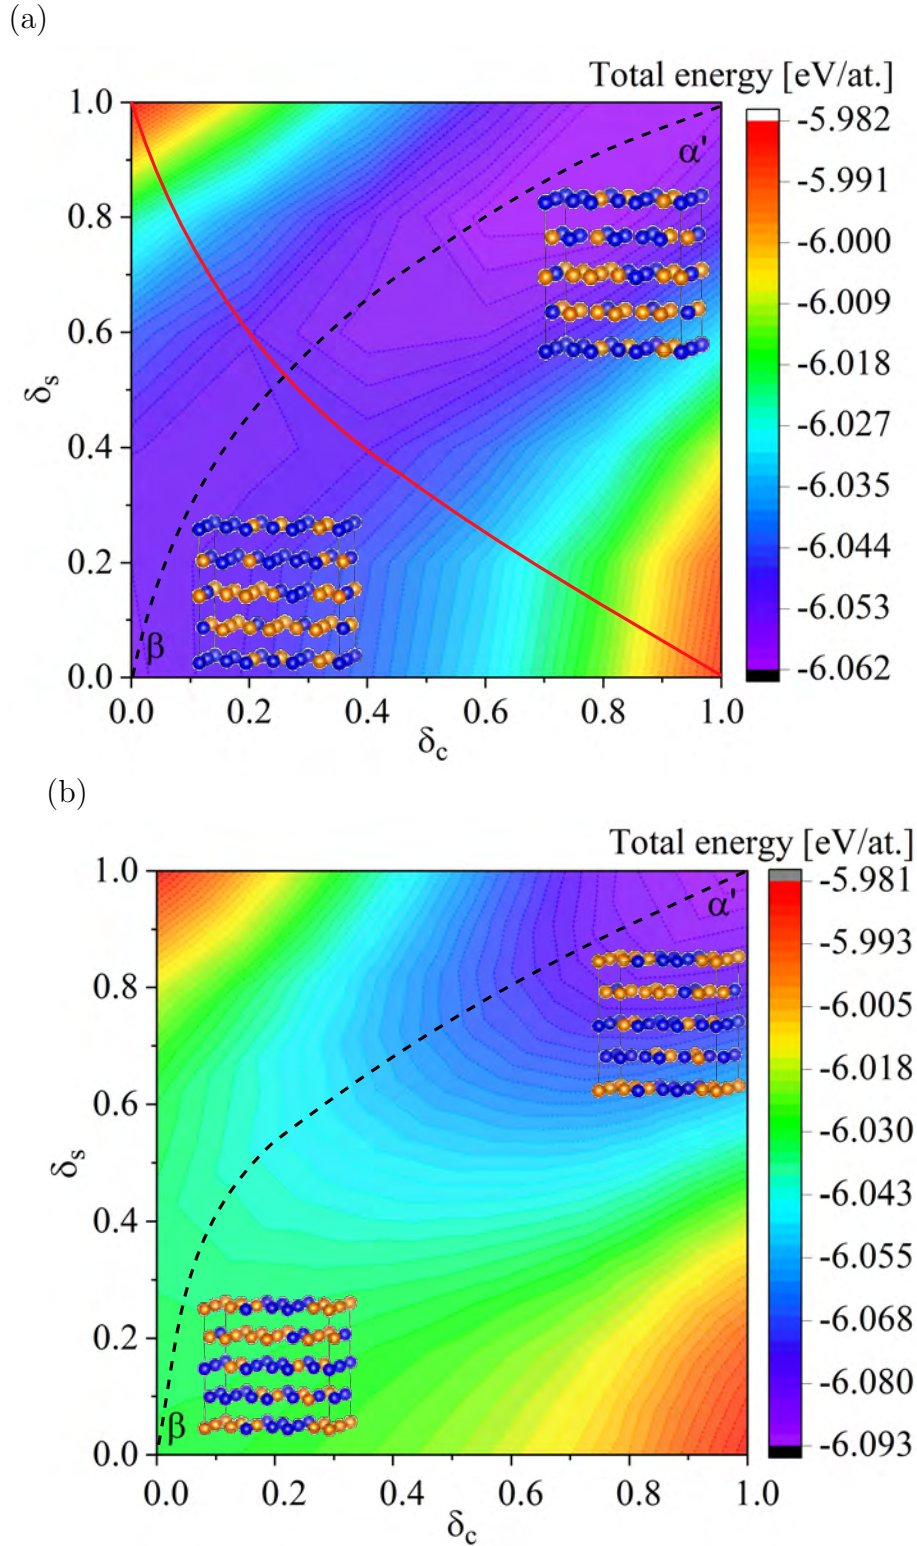 (a)
Total energy [eV/at.]
1.0
0.8
0.6
0.4
0.2
0.0
δs
α'
β
0.0 0.2 0.4 0.6 0.8 1.0
δc
-5.982
-5.991
-6.000
-6.009
-6.018
-6.027
-6.035
-6.044
-6.053
-6.062
(b)
Total energy [eV/at.]
1.0
0.8
0.6
0.4
0.2
0.0
δs
α'
β
0.0 0.2 0.4 0.6 0.8 1.0
δc
-5.981
-5.993
-6.005
-6.018
-6.030
-6.043
-6.055
-6.068
-6.080
-6.093